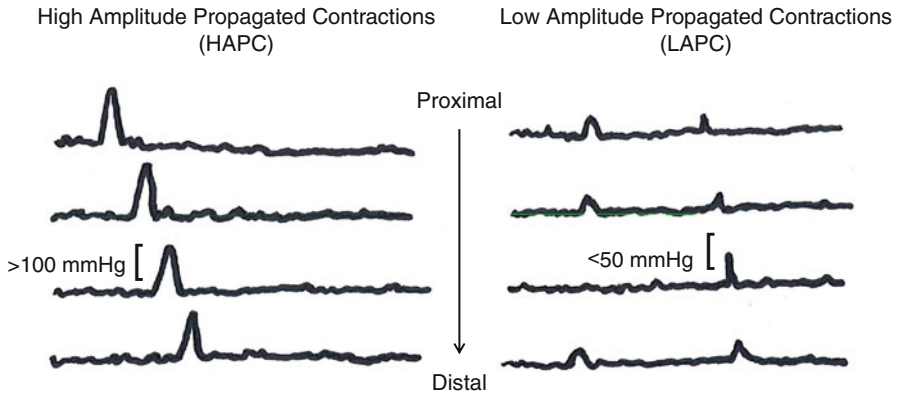 High Amplitude Propagated Contractions
(HAPC)
Low Amplitude Propagated Contractions
(LAPC)
Proximal
>100 mmHg
<50 mmHg
Distal